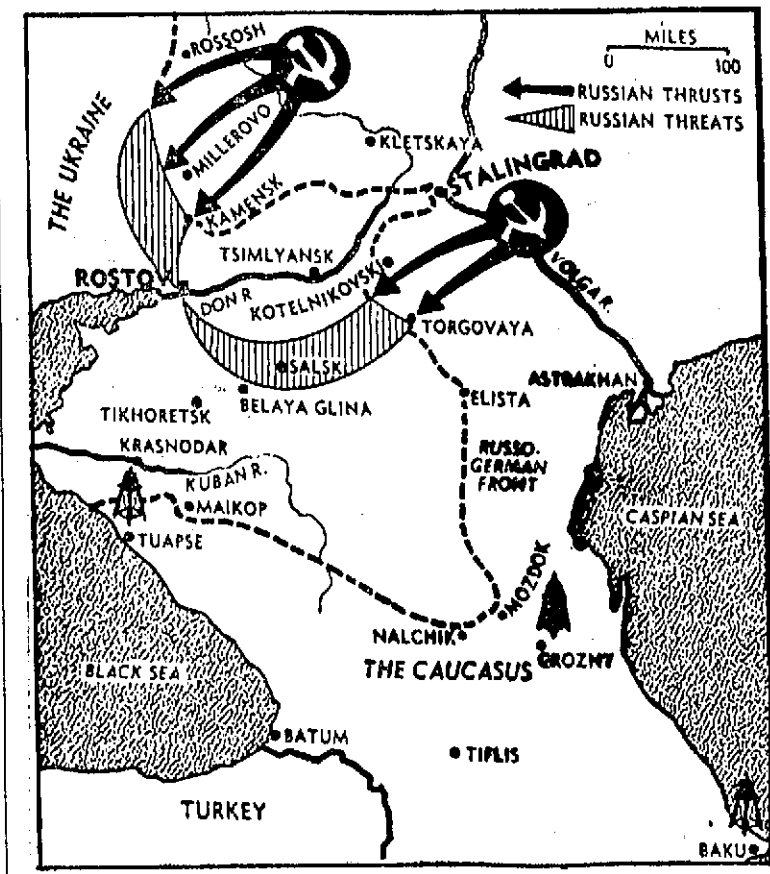 ROSSOSH
MILES
0 100
RUSSIAN THRUSTS
RUSSIAN THREATS
THE UKRAINE
MILLEROVO
KLETSKAYA
STALINGRAD
KAMENSK
TSIMLYANSK
VOLGA R.
ROSTOV
DON R
KOTELNIKOVSKI
TORGOVAYA
SALSK
ASTRAKHAN
ELISTA
BELAYA GLINA
TIKHORETSK
KRASNODAR
RUSSO-
GERMAN
FRONT
KUBAN R.
MAIKOP
CASPIAN SEA
TUAPSE
MOZDOK
NALCHIK
GROZNY
THE CAUCASUS
BLACK SEA
BATUM
TIFLIS
TURKEY
BAKU